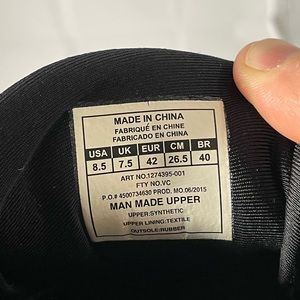 MADE IN CHINA
FABRIQUÉ EN CHINE
FABRICADO EN CHINA
USA UK EUR CM BR
8.5 7.5 42 26.5 40
ART NO.1274395-001
FTY NO.VC
P.O.# 4500734630 PROD. MO.06/2015
MAN MADE UPPER
UPPER:SYNTHETIC
UPPER LINING:TEXTILE
OUTSOLE:RUBBER